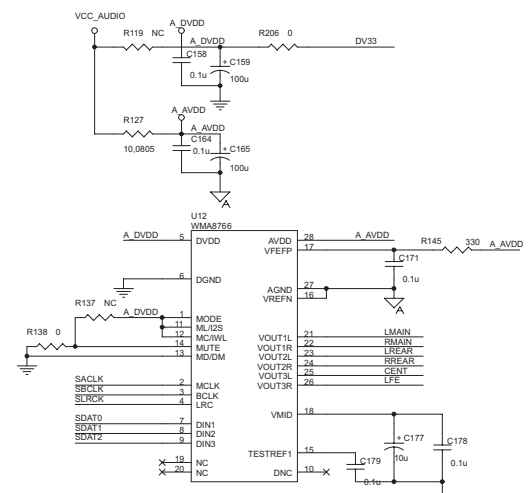 VCC_AUDIO
A_DVDD
R119 NC
A_DVDD
R206 0
DV33
C158
0.1u
+ C159
100u
A_AVDD
R127
A_AVDD
10,0805
C164
0.1u
+ C165
100u
A
U12
WMA8766
A_DVDD 5 DVDD
AVDD 28 A_AVDD
VFEFP 17
R145 330 A_AVDD
C171
0.1u
6 DGND
AGND 27
VREFN 16
A
R137 NC
A_DVDD
R138 0
1 MODE
11 ML/I2S
12 MC/IWL
14 MUTE
13 MD/DM
VOUT1L 21 LMAIN
VOUT1R 22 RMAIN
VOUT2L 23 LREAR
VOUT2R 24 RREAR
VOUT3L 25 CENT
VOUT3R 26 LFE
SACLK 2 MCLK
SBCLK 3 BCLK
SLRCK 4 LRC
SDAT0 7 DIN1
SDAT1 8 DIN2
SDAT2 9 DIN3
VMID 18
+ C177
10u
C178
0.1u
TESTREF1 15
C179
0.1u
19 NC
20 NC
DNC 10